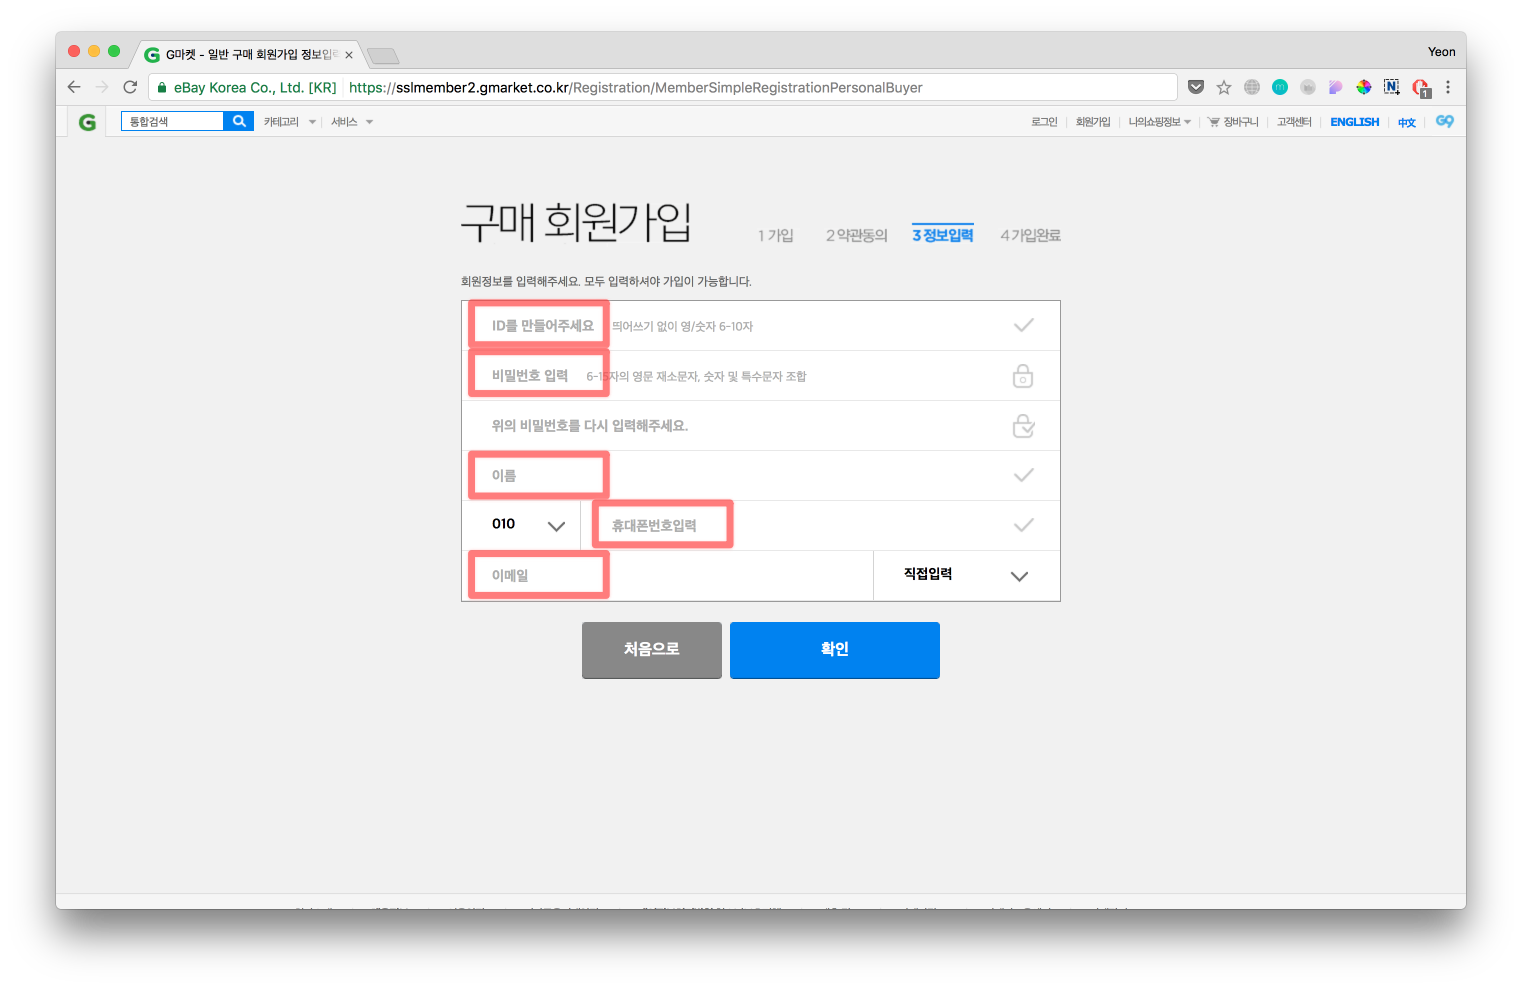 G마켓 - 일반 구매 회원가입 정보입력
Yeon
eBay Korea Co., Ltd. [KR] https://sslmember2.gmarket.co.kr/Registration/MemberSimpleRegistrationPersonalBuyer
통합검색 카테고리 서비스 로그인 회원가입 나의쇼핑정보 장바구니 고객센터 ENGLISH 中文 G9
구매 회원가입
1 가입 2 약관동의 3 정보입력 4 가입완료
회원정보를 입력해주세요. 모두 입력하셔야 가입이 가능합니다.
ID를 만들어주세요 띄어쓰기 없이 영/숫자 6-10자
비밀번호 입력 6-15자의 영문 재소문자, 숫자 및 특수문자 조합
위의 비밀번호를 다시 입력해주세요.
이름
010 휴대폰번호입력
이메일 직접입력
처음으로 확인